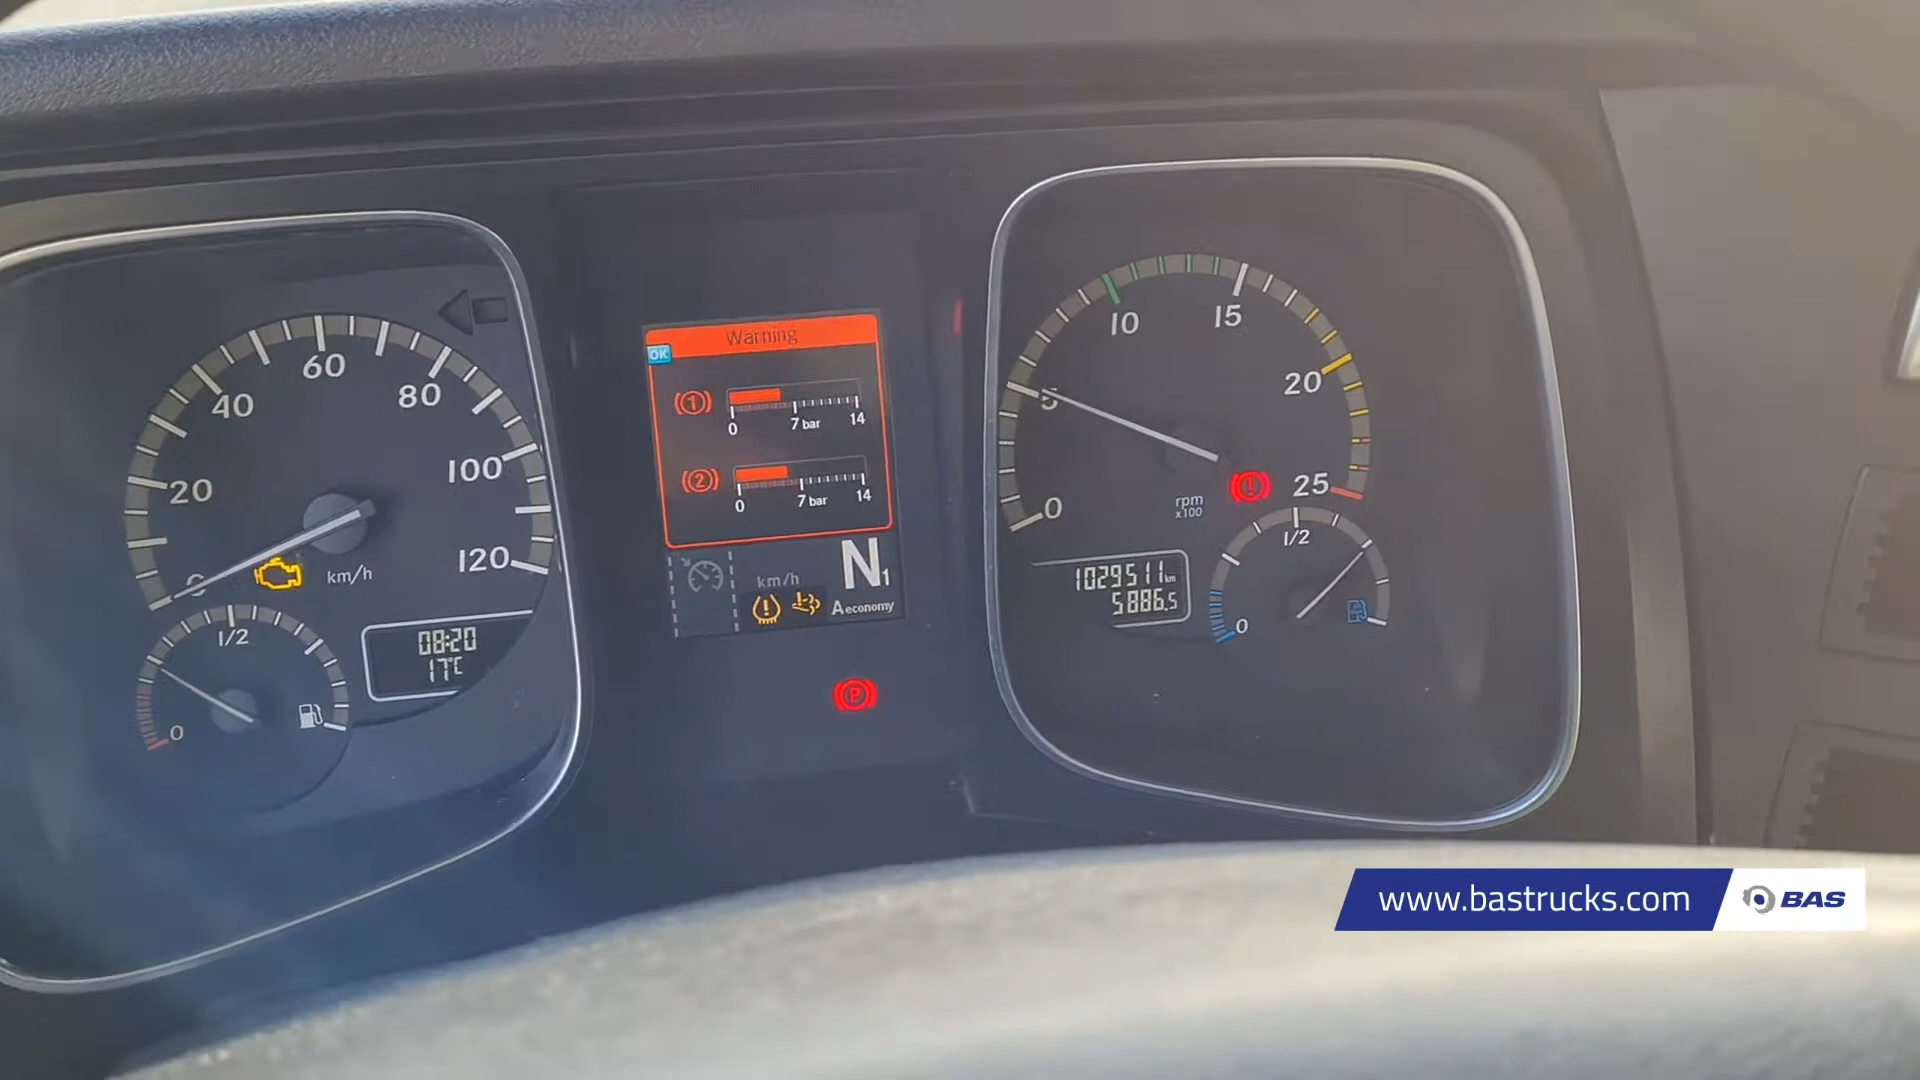 60
40
80
20
100
0
120
km/h
1/2
0
08:20
17°C
Warning
OK
1
0
7 bar
14
2
0
7 bar
14
N1
km/h
A economy
P
10
15
5
20
0
25
rpm
x100
1/2
0
1029511 km
5886.5
www.bastrucks.com
BAS